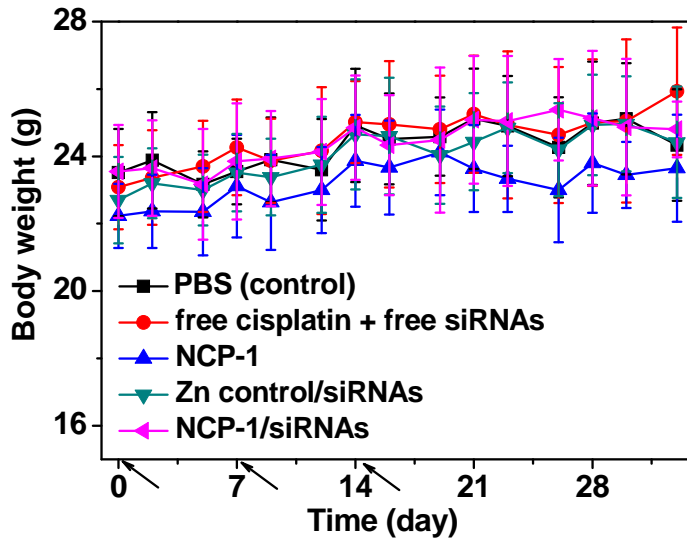 28
24
20
16
Body weight (g)
PBS (control)
free cisplatin + free siRNAs
NCP-1
Zn control/siRNAs
NCP-1/siRNAs
0 7 14 21 28
Time (day)